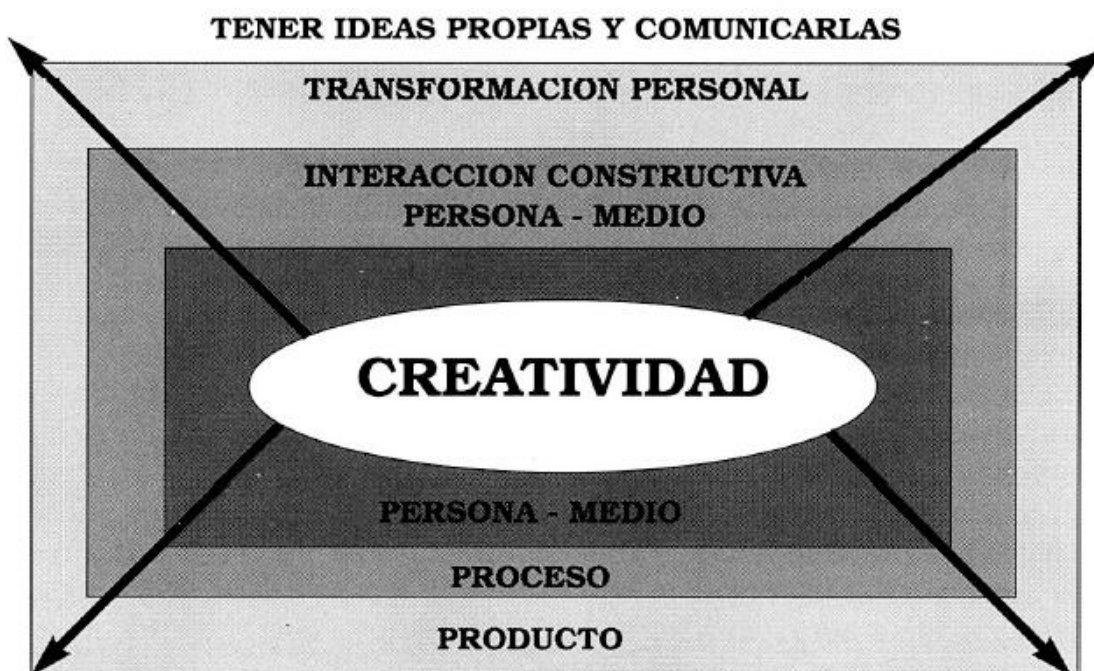 TENER IDEAS PROPIAS Y COMUNICARLAS
TRANSFORMACION PERSONAL
INTERACCION CONSTRUCTIVA
PERSONA - MEDIO
CREATIVIDAD
PERSONA - MEDIO
PROCESO
PRODUCTO